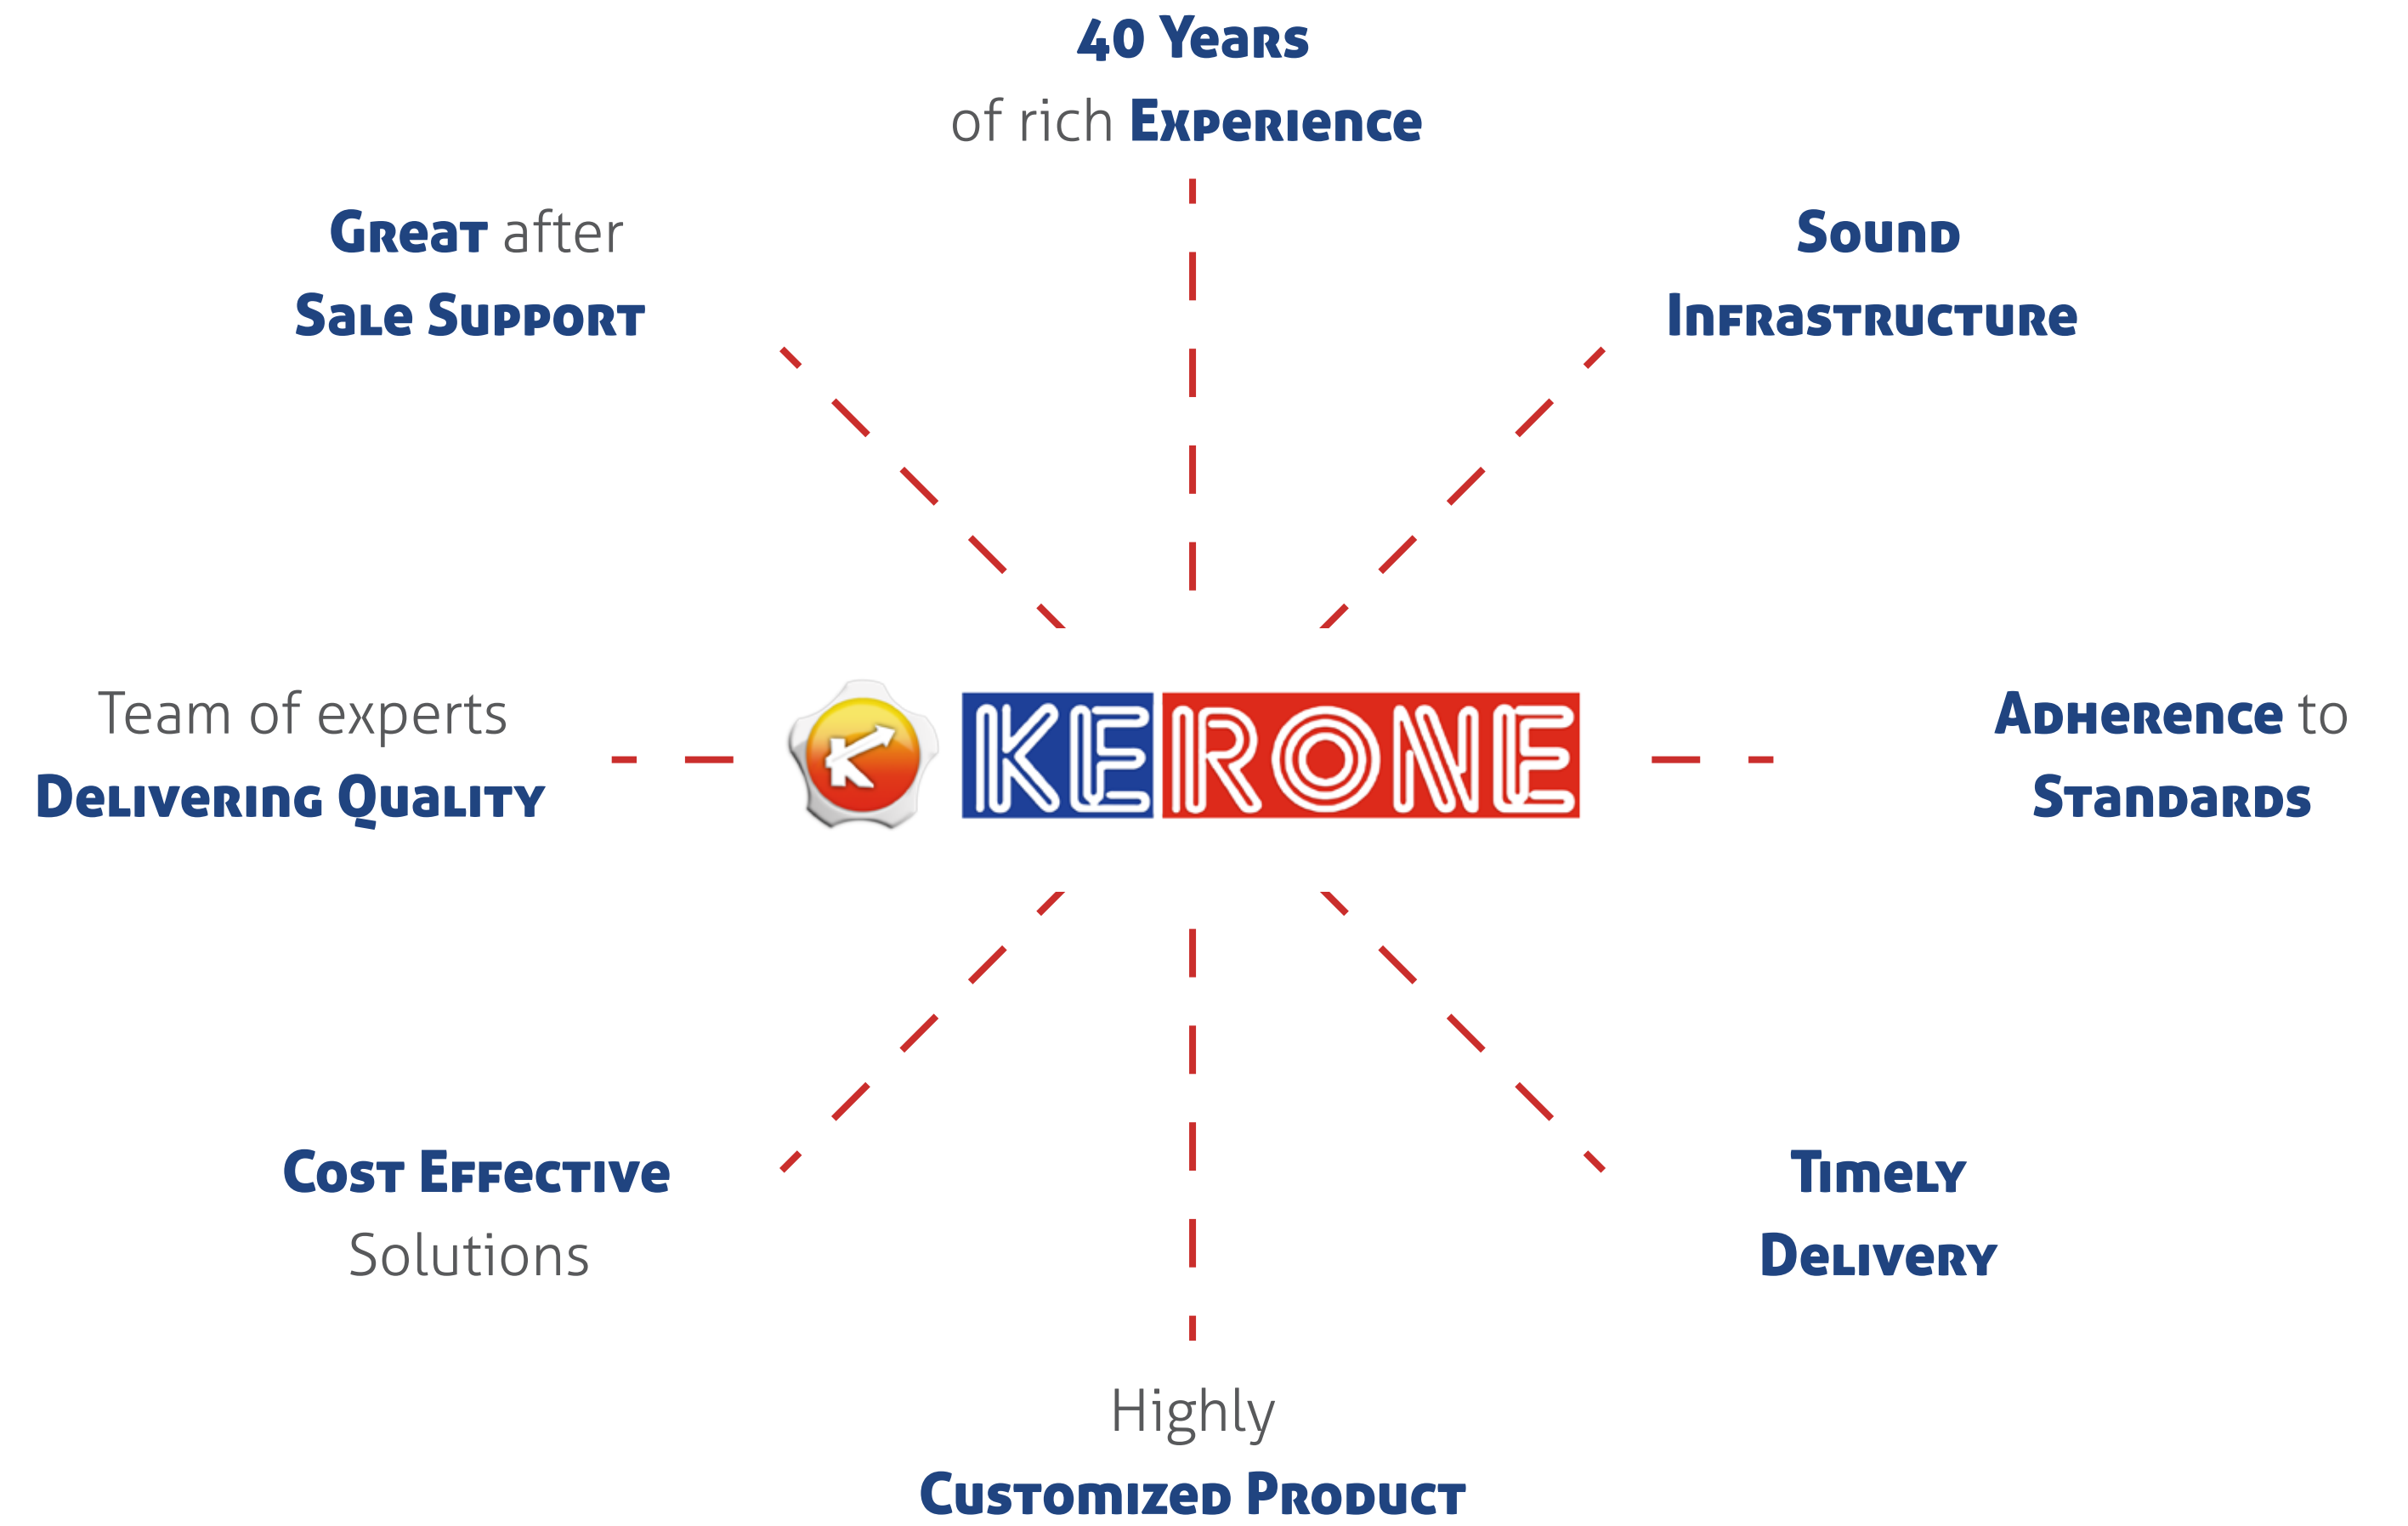 40 Years
of rich Experience
Great after
Sale Support
Sound
Infrastructure
Team of experts
Delivering Quality
K KERONE
Adherence to
Standards
Cost Effective
Solutions
Timely
Delivery
Highly
Customized Product